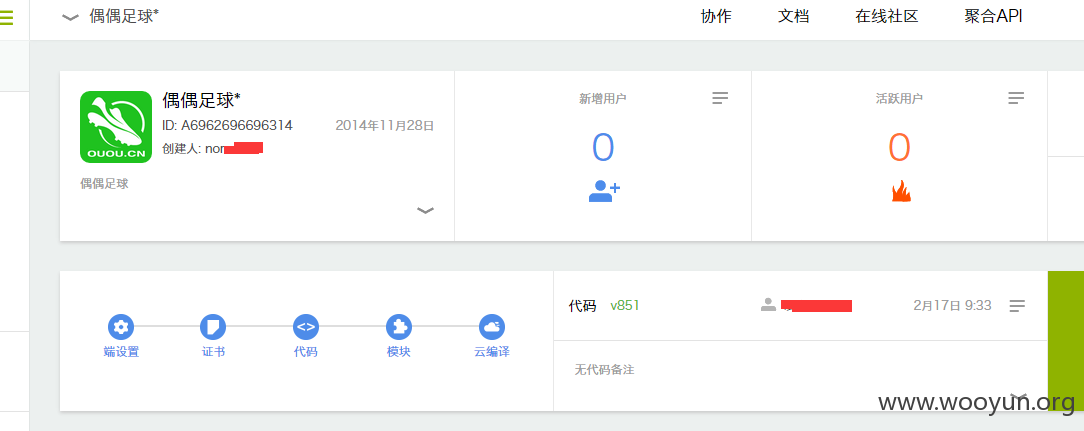 偶偶足球*
协作 文档 在线社区 聚合API
OUOU.CN
偶偶足球*
ID: A6962696696314 2014年11月28日
创建人: nor
偶偶足球
新增用户
0
活跃用户
0
端设置 证书 代码 模块 云编译
<>
代码 v851 2月17日 9:33
无代码备注
www.wooyun.org